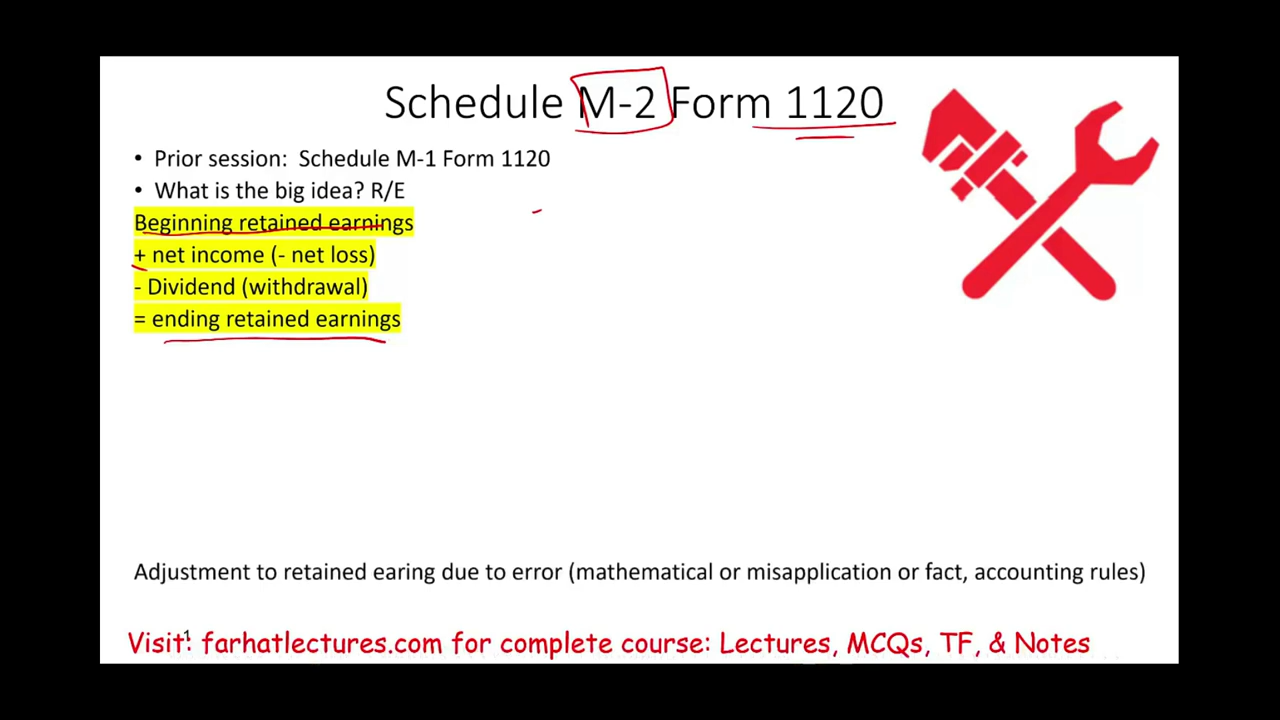 Schedule M-2 Form 1120
• Prior session: Schedule M-1 Form 1120
• What is the big idea? R/E
Beginning retained earnings
+ net income (- net loss)
- Dividend (withdrawal)
= ending retained earnings
Adjustment to retained earing due to error (mathematical or misapplication or fact, accounting rules)
1
Visit: farhatlectures.com for complete course: Lectures, MCQs, TF, & Notes